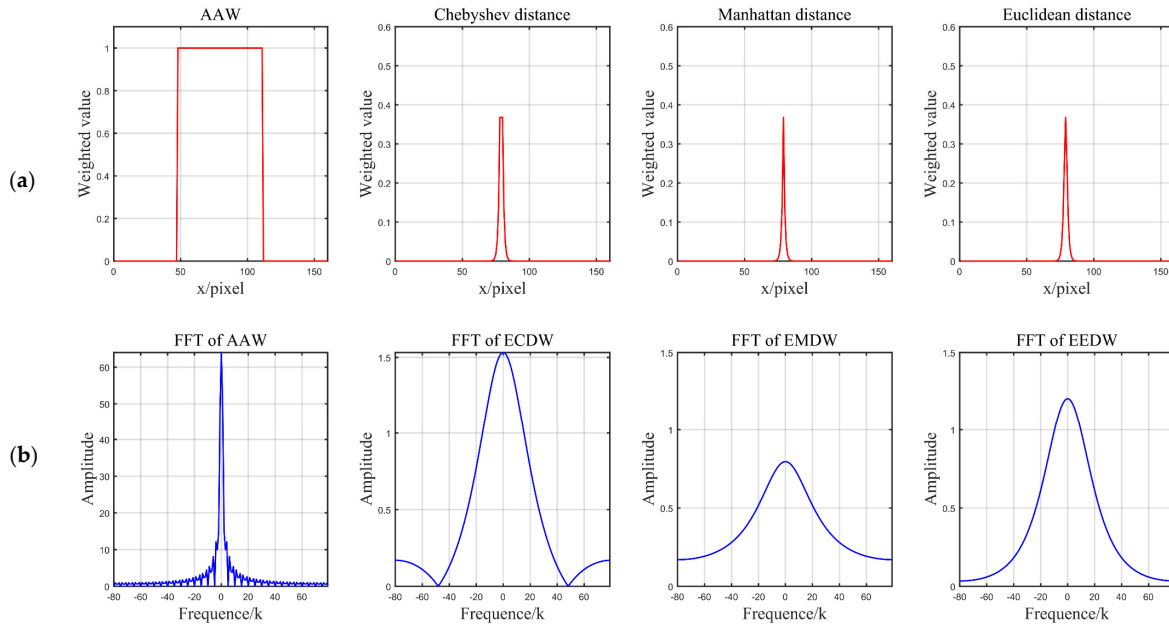 AAW
Chebyshev distance
Manhattan distance
Euclidean distance
(a)
Weighted value
1
0.8
0.6
0.4
0.2
0
0 50 100 150
x/pixel
Weighted value
0.6
0.5
0.4
0.3
0.2
0.1
0
0 50 100 150
x/pixel
Weighted value
0.6
0.5
0.4
0.3
0.2
0.1
0
0 50 100 150
x/pixel
Weighted value
0.6
0.5
0.4
0.3
0.2
0.1
0
0 50 100 150
x/pixel
FFT of AAW
FFT of ECDW
FFT of EMDW
FFT of EEDW
(b)
Amplitude
60
50
40
30
20
10
0
-80 -60 -40 -20 0 20 40 60
Frequence/k
Amplitude
1.5
1
0.5
0
-80 -60 -40 -20 0 20 40 60
Frequence/k
Amplitude
1.5
1
0.5
0
-80 -60 -40 -20 0 20 40 60
Frequence/k
Amplitude
1.5
1
0.5
0
-80 -60 -40 -20 0 20 40 60
Frequence/k